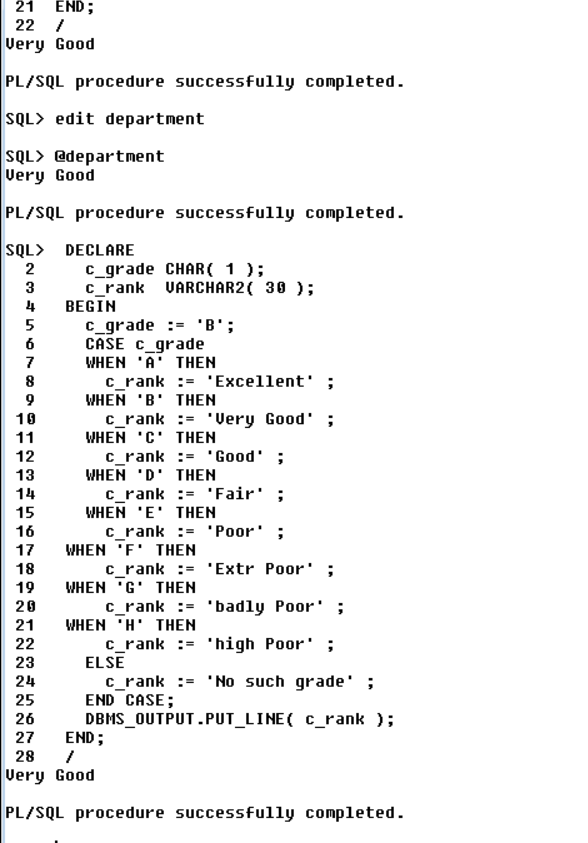 21  END;
22  /
Very Good
PL/SQL procedure successfully completed.
SQL> edit department
SQL> @department
Very Good
PL/SQL procedure successfully completed.
SQL>  DECLARE
2     c_grade CHAR( 1 );
3     c_rank  VARCHAR2( 30 );
4   BEGIN
5     c_grade := 'B';
6     CASE c_grade
7     WHEN 'A' THEN
8       c_rank := 'Excellent' ;
9     WHEN 'B' THEN
10       c_rank := 'Very Good' ;
11     WHEN 'C' THEN
12       c_rank := 'Good' ;
13     WHEN 'D' THEN
14       c_rank := 'Fair' ;
15     WHEN 'E' THEN
16       c_rank := 'Poor' ;
17   WHEN 'F' THEN
18       c_rank := 'Extr Poor' ;
19   WHEN 'G' THEN
20       c_rank := 'badly Poor' ;
21   WHEN 'H' THEN
22       c_rank := 'high Poor' ;
23     ELSE
24       c_rank := 'No such grade' ;
25     END CASE;
26     DBMS_OUTPUT.PUT_LINE( c_rank );
27   END;
28   /
Very Good
PL/SQL procedure successfully completed.